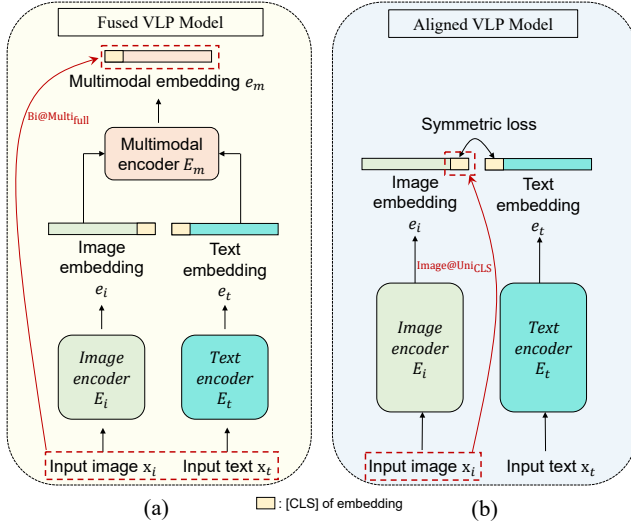 Fused VLP Model
Multimodal embedding e_m
Bi@Multi_full
Multimodal
encoder E_m
Image
embedding
e_i
Text
embedding
e_t
Image
encoder
E_i
Text
encoder
E_t
Input image x_i
Input text x_t
(a)
Aligned VLP Model
Symmetric loss
Image
embedding
e_i
Text
embedding
e_t
Image@Uni_CLS
Image
encoder
E_i
Text
encoder
E_t
Input image x_i
Input text x_t
(b)
: [CLS] of embedding